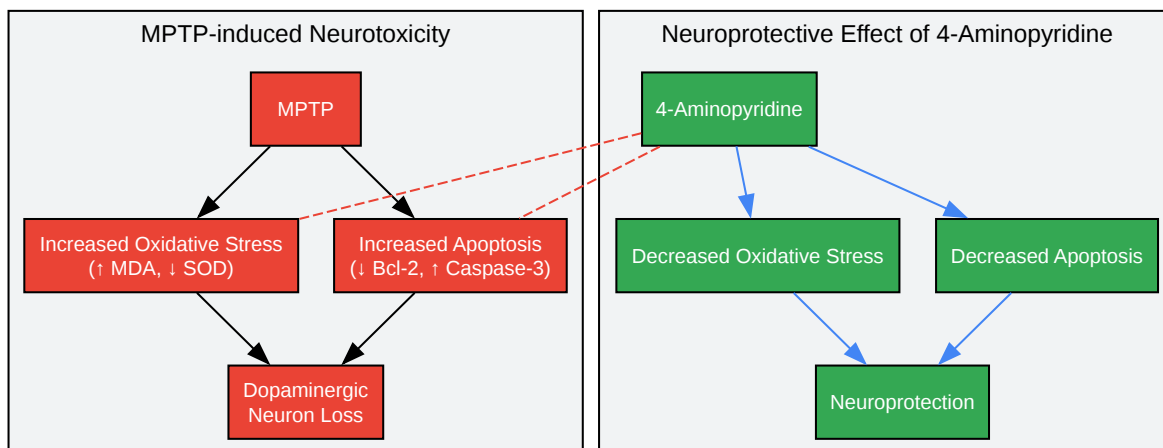 MPTP-induced Neurotoxicity
MPTP
Increased Oxidative Stress
(↑ MDA, ↓ SOD)
Increased Apoptosis
(↓ Bcl-2, ↑ Caspase-3)
Dopaminergic
Neuron Loss
Neuroprotective Effect of 4-Aminopyridine
4-Aminopyridine
Decreased Oxidative Stress
Decreased Apoptosis
Neuroprotection